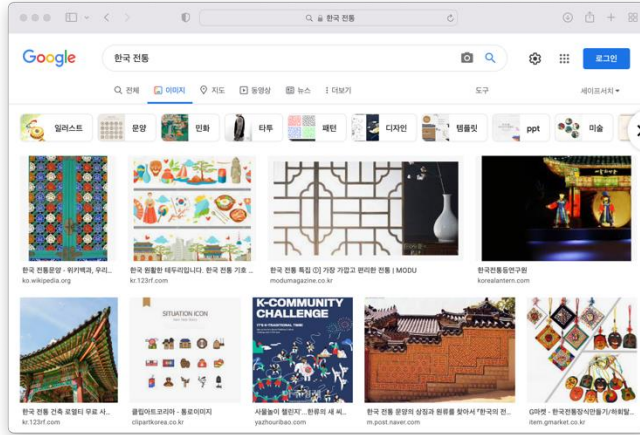 한국 전통
Google
한국 전통
로그인
전체 이미지 지도 동영상 뉴스 더보기 도구 세이프서치
일러스트 문양 민화 타투 패턴 디자인 템플릿 ppt 미술
한국 전통문양 - 위키백과, 우리...
ko.wikipedia.org
한국 원활한 테두리입니다. 한국 전통 기호 ...
kr.123rf.com
한국 전통 특집 ①] 가장 가깝고 편리한 전통 | MODU
modumagazine.co.kr
한국전통등연구원
korealantern.com
SITUATION ICON
K-COMMUNITY
CHALLENGE
한국 전통 건축 로열티 무료 사...
kr.123rf.com
클립아트코리아 - 통로이미지
clipartkorea.co.kr
사물놀이 챌린지'...한류의 새 씨...
yazhouribao.com
한국 전통 문양의 상징과 원류를 찾아서 『한국의 전...
m.post.naver.com
G마켓 - 한국전통장식만들기/하회탈...
item.gmarket.co.kr